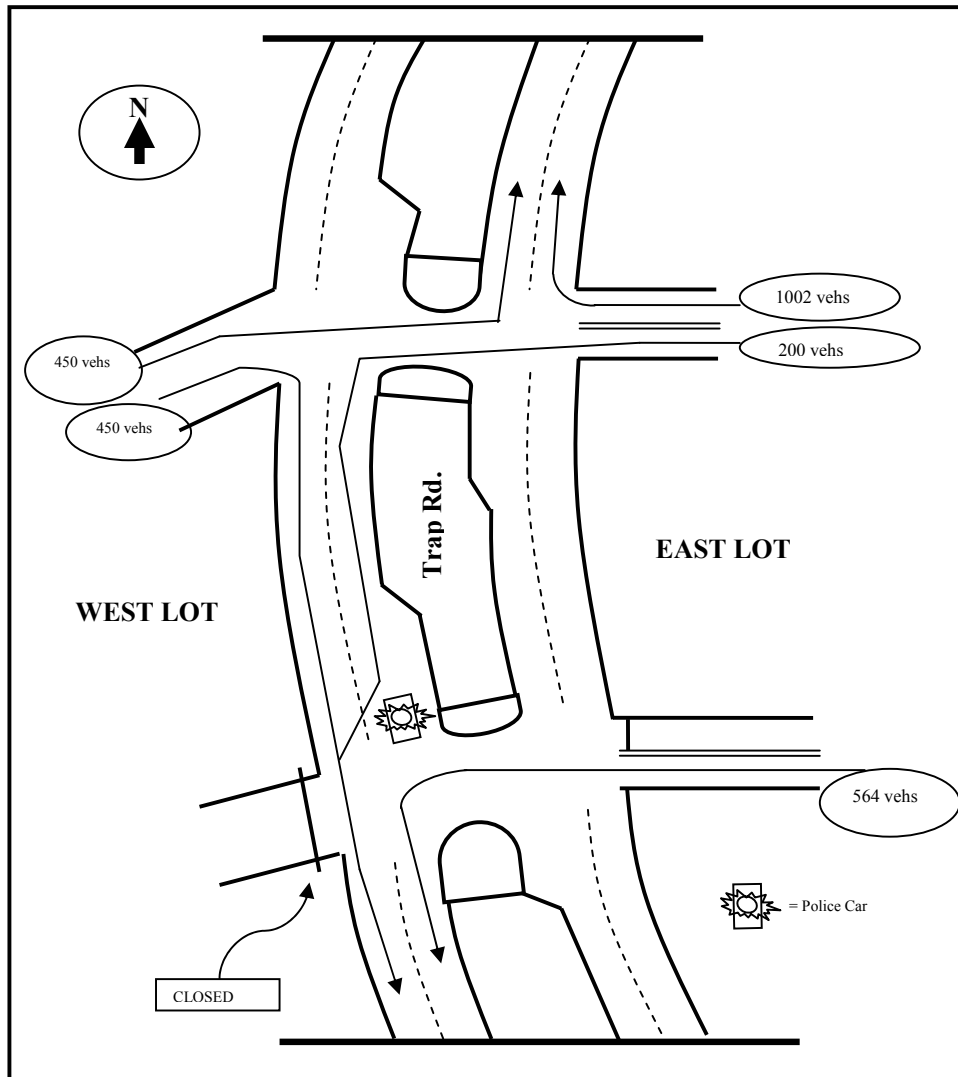 N
1002 vehs
200 vehs
450 vehs
450 vehs
Trap Rd.
EAST LOT
WEST LOT
564 vehs
= Police Car
CLOSED